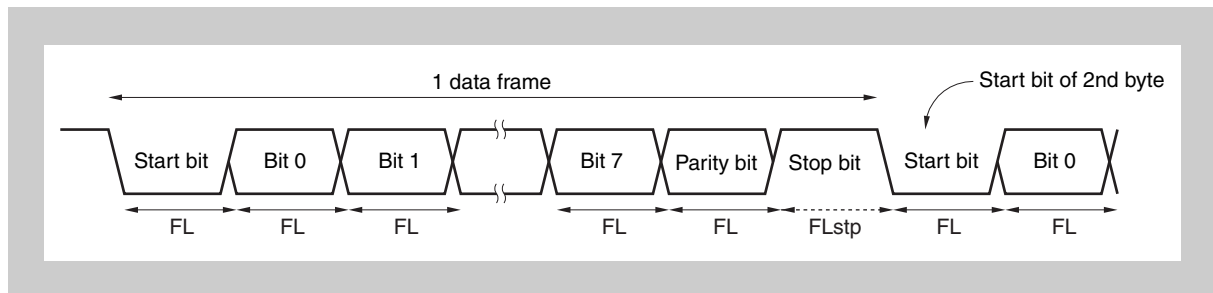 1 data frame
Start bit of 2nd byte
Start bit Bit 0 Bit 1 Bit 7 Parity bit Stop bit Start bit Bit 0
FL FL FL FL FL FLstp FL FL